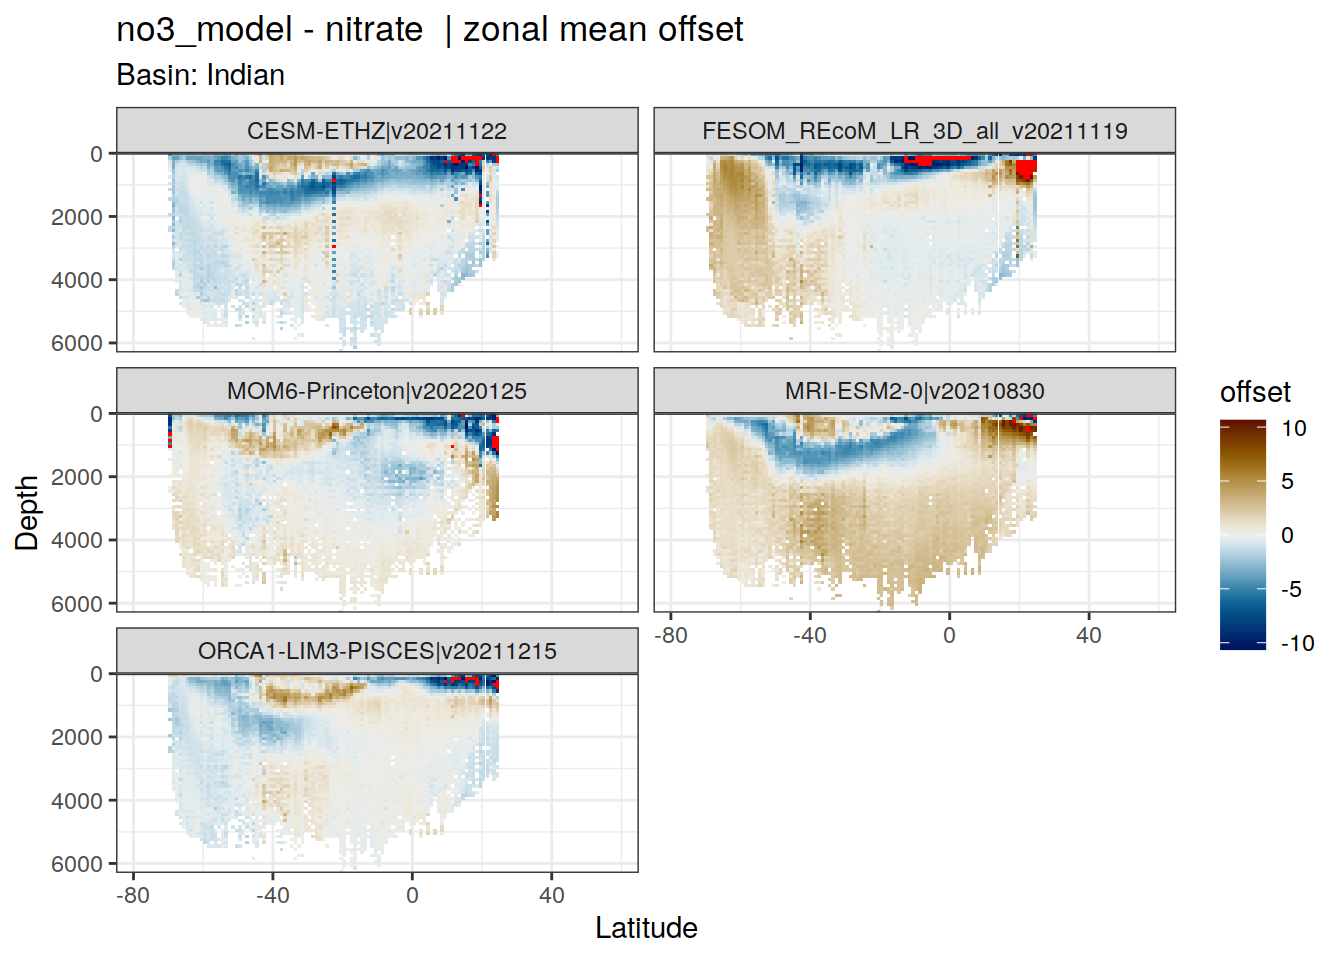 no3_model - nitrate | zonal mean offset
Basin: Indian
CESM-ETHZ|v20211122
FESOM_REcoM_LR_3D_all_v20211119
0
2000
4000
6000
MOM6-Princeton|v20220125
MRI-ESM2-0|v20210830
0
2000
4000
6000
-80
-40
0
40
ORCA1-LIM3-PISCES|v20211215
0
2000
4000
6000
-80
-40
0
40
Latitude
Depth
offset
10
5
0
-5
-10